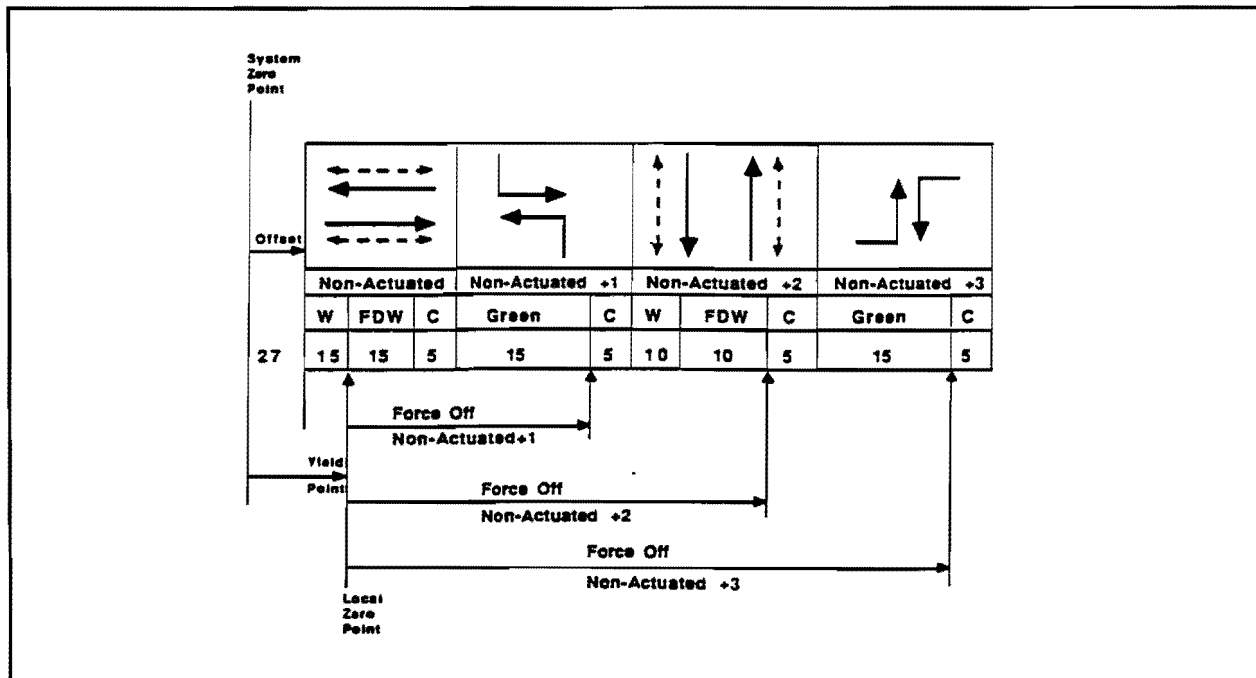 System
Zero
Point
Offset
Non-Actuated Non-Actuated +1 Non-Actuated +2 Non-Actuated +3
W FDW C Green C W FDW C Green C
27 15 15 5 15 5 10 10 5 15 5
Force Off
Non-Actuated+1
Yield
Point
Force Off
Non-Actuated +2
Force Off
Non-Actuated +3
Local
Zero
Point